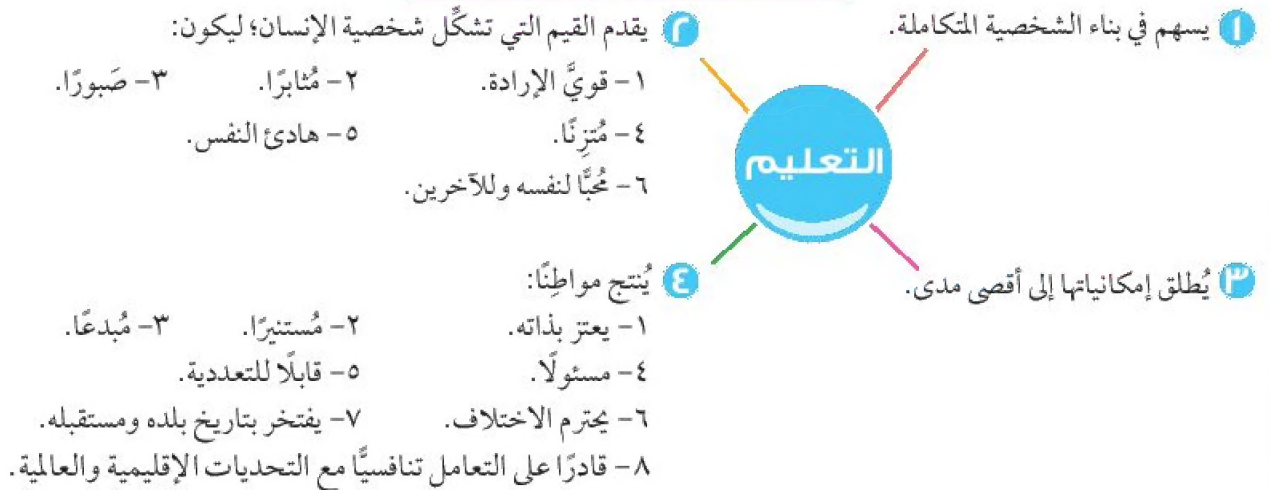 ١ يسهم في بناء الشخصية المتكاملة.
٢ يقدم القيم التي تشكِّل شخصية الإنسان؛ ليكون:
١- قويَّ الإرادة. ٢- مُثابرًا. ٣- صَبورًا.
٤- مُتزِنًا. ٥- هادئ النفس.
٦- مُحبًّا لنفسه وللآخرين.
التعليم
٣ يُطلق إمكانياتها إلى أقصى مدى.
٤ يُنتج مواطِنًا:
١- يعتز بذاته. ٢- مُستنيرًا. ٣- مُبدعًا.
٤- مسئولًا. ٥- قابلًا للتعددية.
٦- يحترم الاختلاف. ٧- يفتخر بتاريخ بلده ومستقبله.
٨- قادرًا على التعامل تنافسيًّا مع التحديات الإقليمية والعالمية.